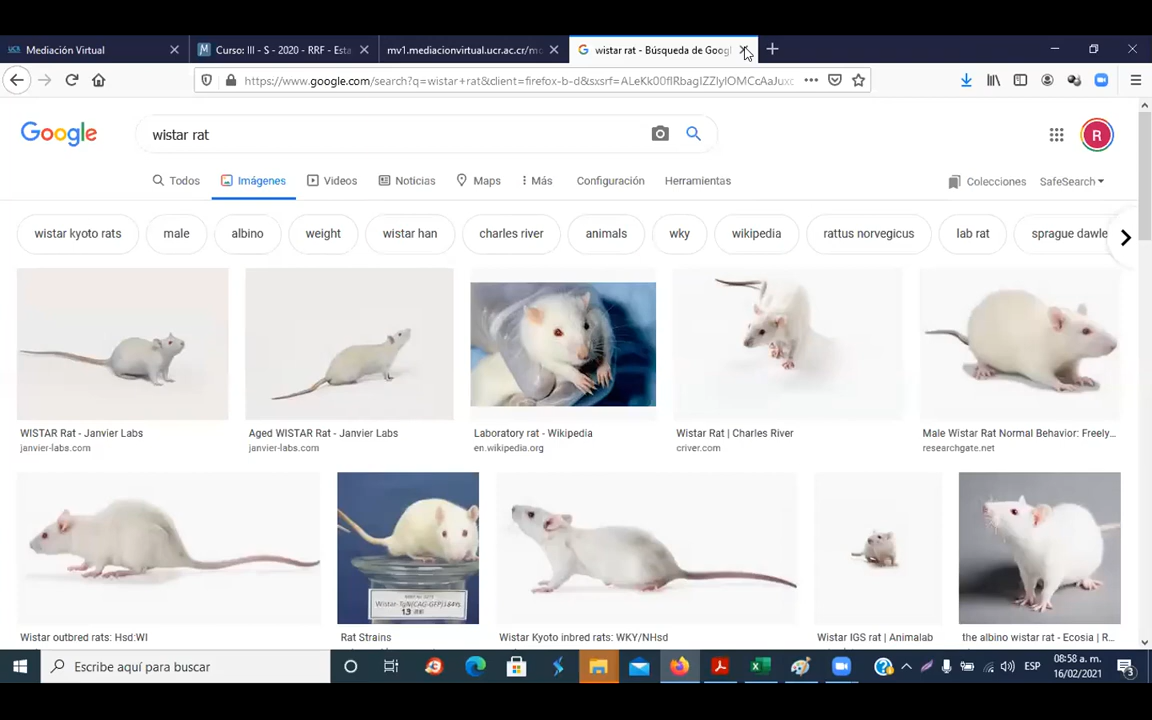 Mediación Virtual
Curso: III - S - 2020 - RRF - Esta
mv1.mediacionvirtual.ucr.ac.cr/mo
wistar rat - Búsqueda de Googl
https://www.google.com/search?q=wistar+rat&client=firefox-b-d&sxsrf=
Google
wistar rat
R
Todos
Imágenes
Videos
Noticias
Maps
Más
Configuración
Herramientas
Colecciones
SafeSearch
wistar kyoto rats
male
albino
weight
wistar han
charles river
animals
wky
wikipedia
rattus norvegicus
lab rat
sprague dawle
WISTAR Rat - Janvier Labs
janvier-labs.com
Aged WISTAR Rat - Janvier Labs
janvier-labs.com
Laboratory rat - Wikipedia
en.wikipedia.org
Wistar Rat | Charles River
criver.com
Male Wistar Rat Normal Behavior: Freely...
researchgate.net
Wistar outbred rats: Hsd:WI
Rat Strains
Wistar Kyoto inbred rats: WKY/NHsd
Wistar IGS rat | Animalab
the albino wistar rat - Ecosia | R...
Escribe aquí para buscar
ESP
08:58 a. m.
16/02/2021
3